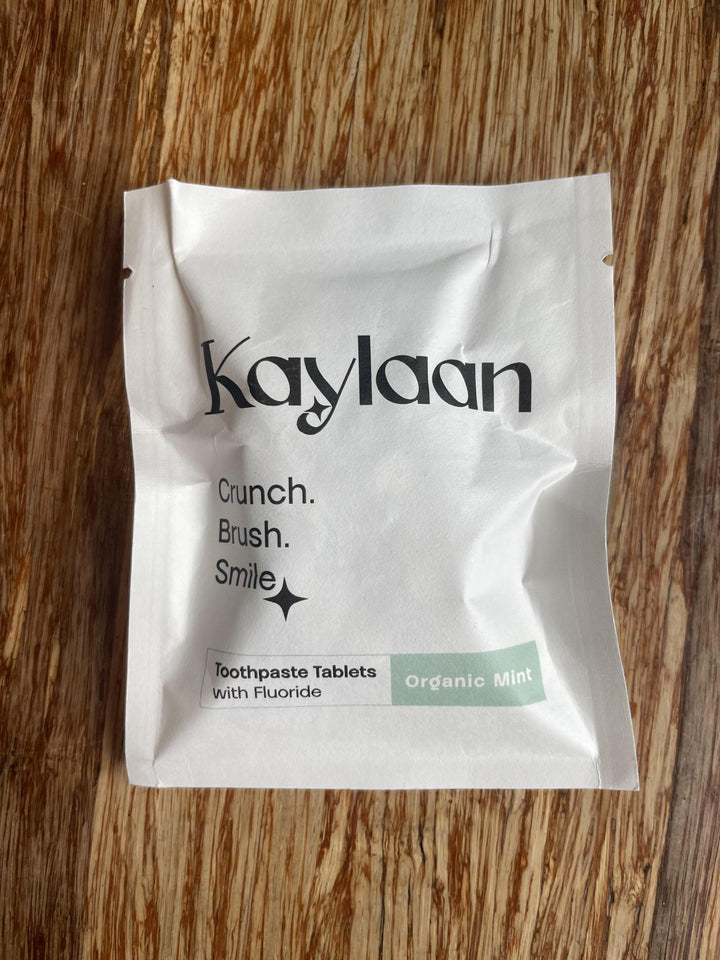 Kaylaan
Crunch.
Brush.
Smile
Toothpaste Tablets
with Fluoride
Organic Mint